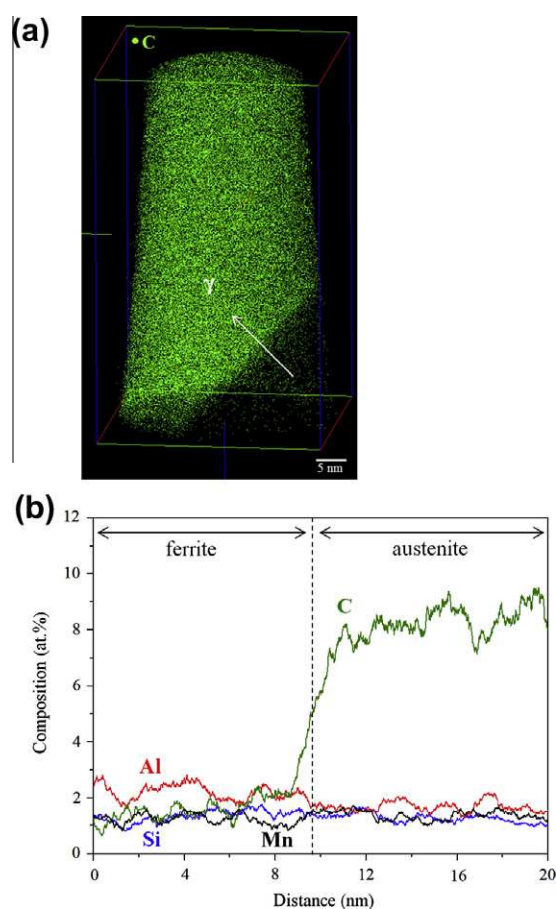 (a)
C
γ
5 nm
(b)
12
10
8
6
4
2
0
Composition (at.%)
ferrite
austenite
C
Al
Si
Mn
0
4
8
12
16
20
Distance (nm)